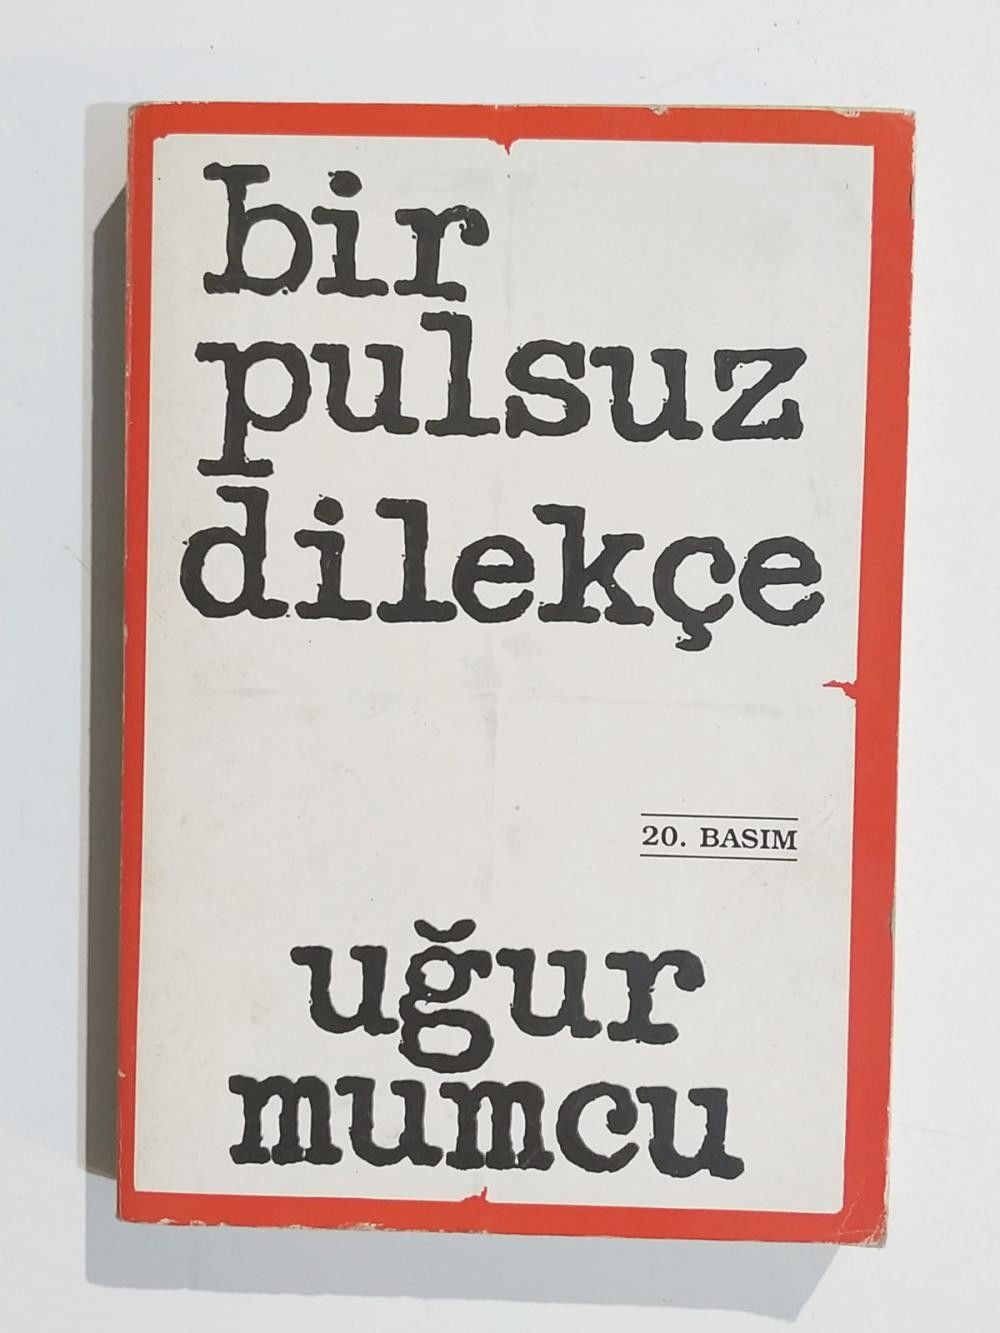 bir
pulsuz
dilekçe
20. BASIM
uğur
mumcu